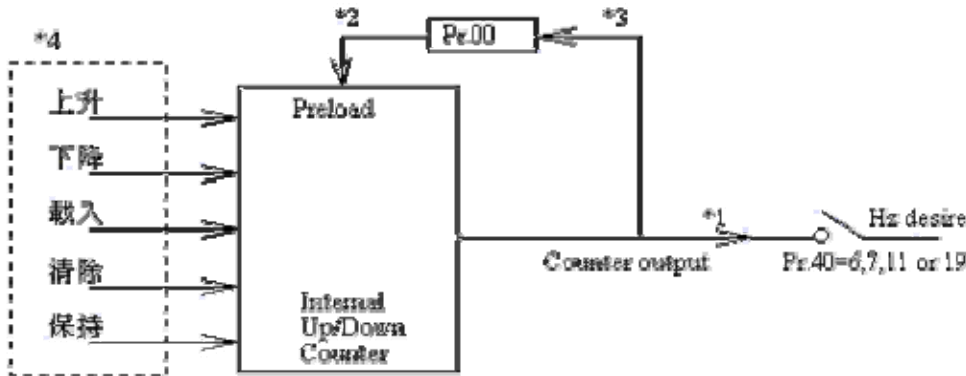 *2
*3
Pr.00
*4
上升
下降
載入
清除
保持
Preload
Internal
Up/Down
Counter
*1
Counter output
Hz desire
Pr.40=6,7,11 or 19